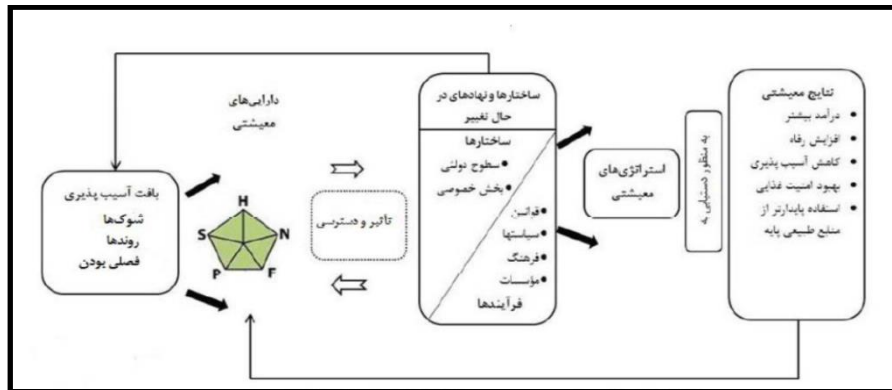 نتایج معیشتی
درآمد بیشتر
افزایش رفاه
کاهش آسیب پذیری
بهبود امنیت غذایی
استفاده پایدارتر از
منابع طبیعی پایه
به منظور دستیابی به
استراتژی‌های
معیشتی
ساختارها و نهادهای در
حال تغییر
ساختارها
سطوح دولتی
بخش خصوصی
قوانین
سیاستها
فرهنگ
مؤسسات
فرآیندها
تأثیر و دسترسی
دارایی‌های
معیشتی
H
S
N
P
F
بافت آسیب پذیری
شوک‌ها
روندها
فصلی بودن